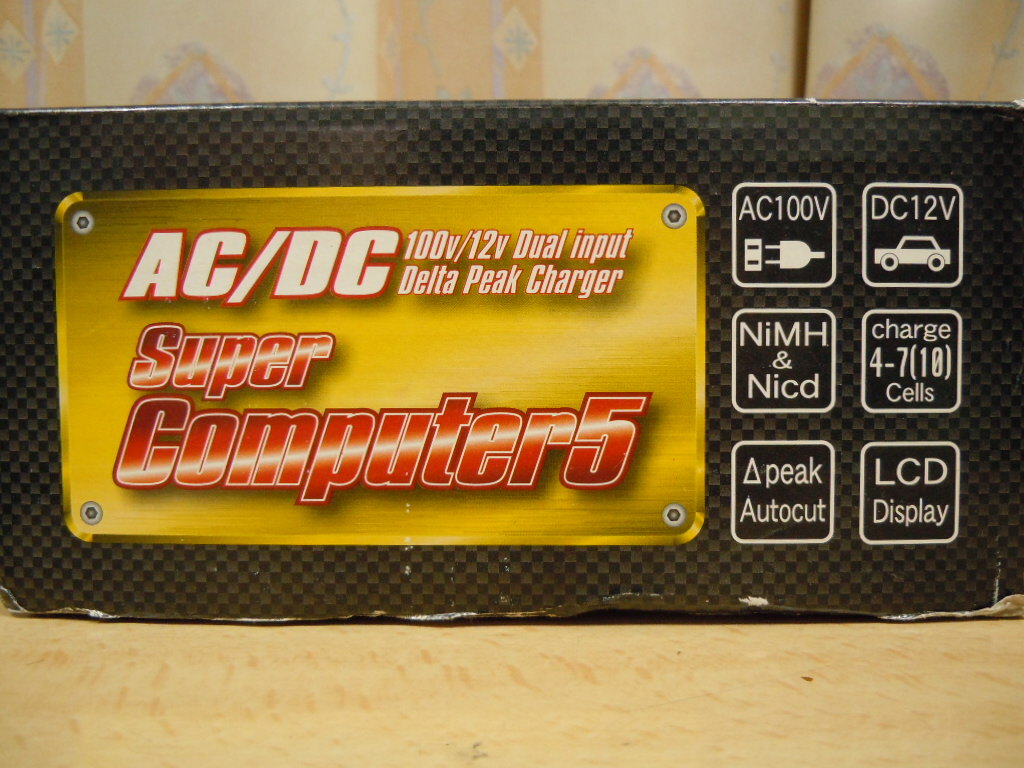 AC/DC 100v/12v Dual input
Delta Peak Charger
Super
Computer5
AC100V
DC12V
NiMH
&
Nicd
charge
4-7(10)
Cells
Δpeak
Autocut
LCD
Display